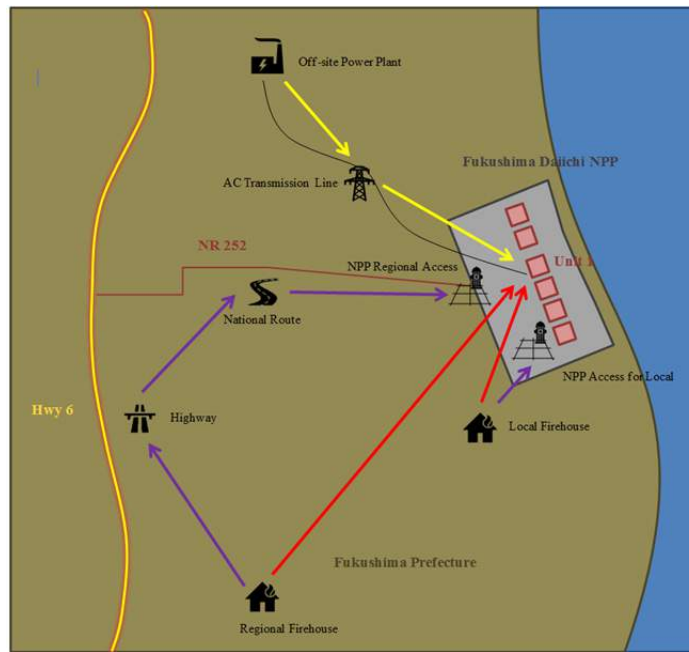 Off-site Power Plant
Fukushima Daiichi NPP
AC Transmission Line
NR 252
NPP Regional Access
Unit 1
National Route
NPP Access for Local
Hwy 6
Highway
Local Firehouse
Fukushima Prefecture
Regional Firehouse